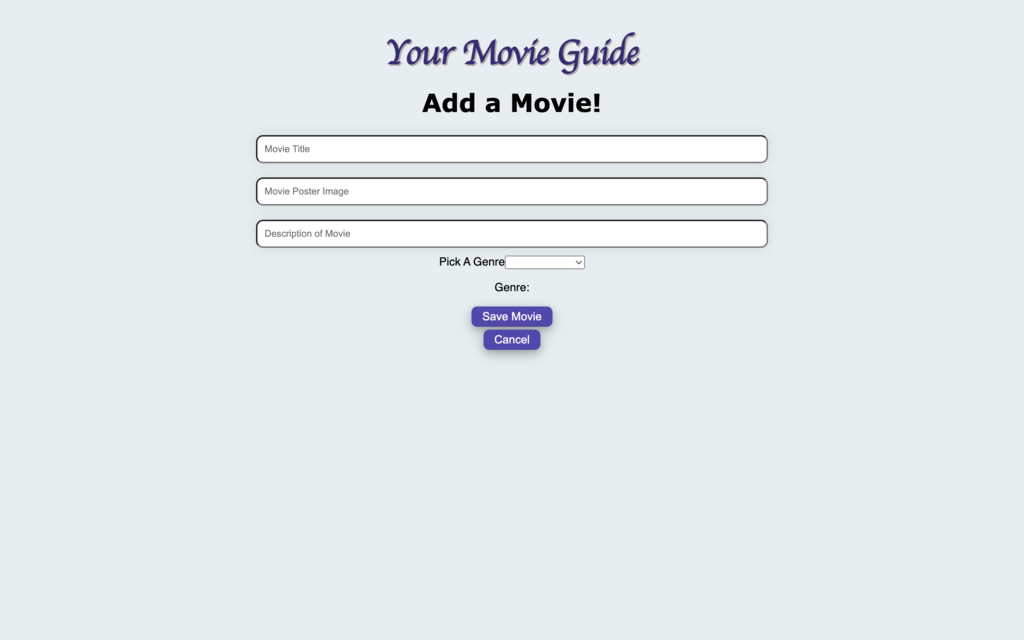 Your Movie Guide
Add a Movie!
Movie Title
Movie Poster Image
Description of Movie
Pick A Genre
Genre:
Save Movie
Cancel